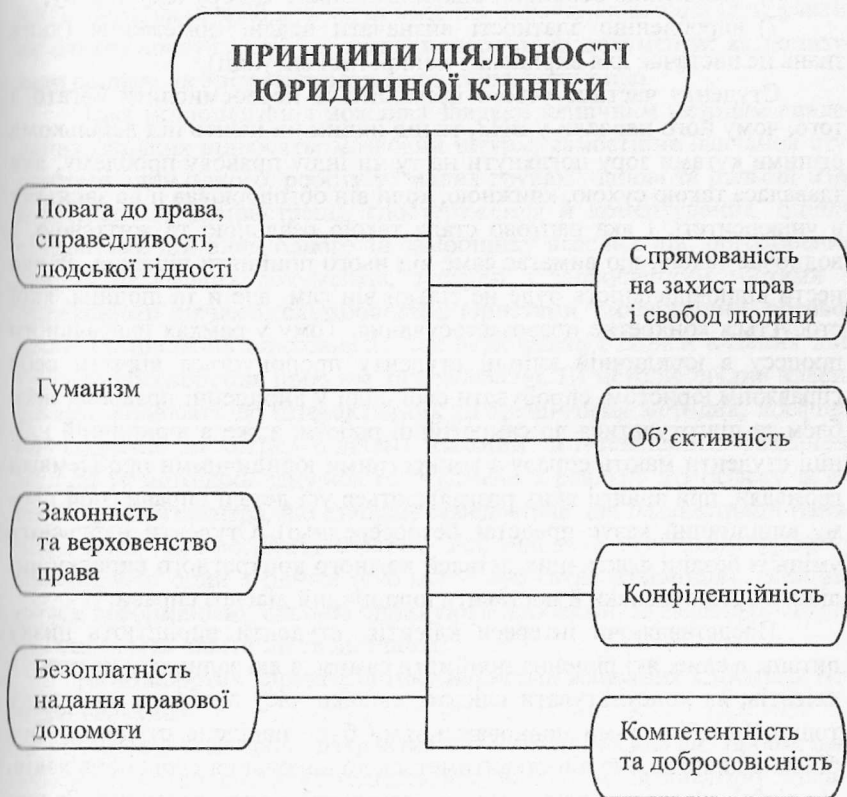 ПРИНЦИПИ ДІЯЛЬНОСТІ
ЮРИДИЧНОЇ КЛІНІКИ
Повага до права,
справедливості,
людської гідності
Спрямованість
на захист прав
і свобод людини
Гуманізм
Об’єктивність
Законність
та верховенство
права
Конфіденційність
Безоплатність
надання правової
допомоги
Компетентність
та добросовісність